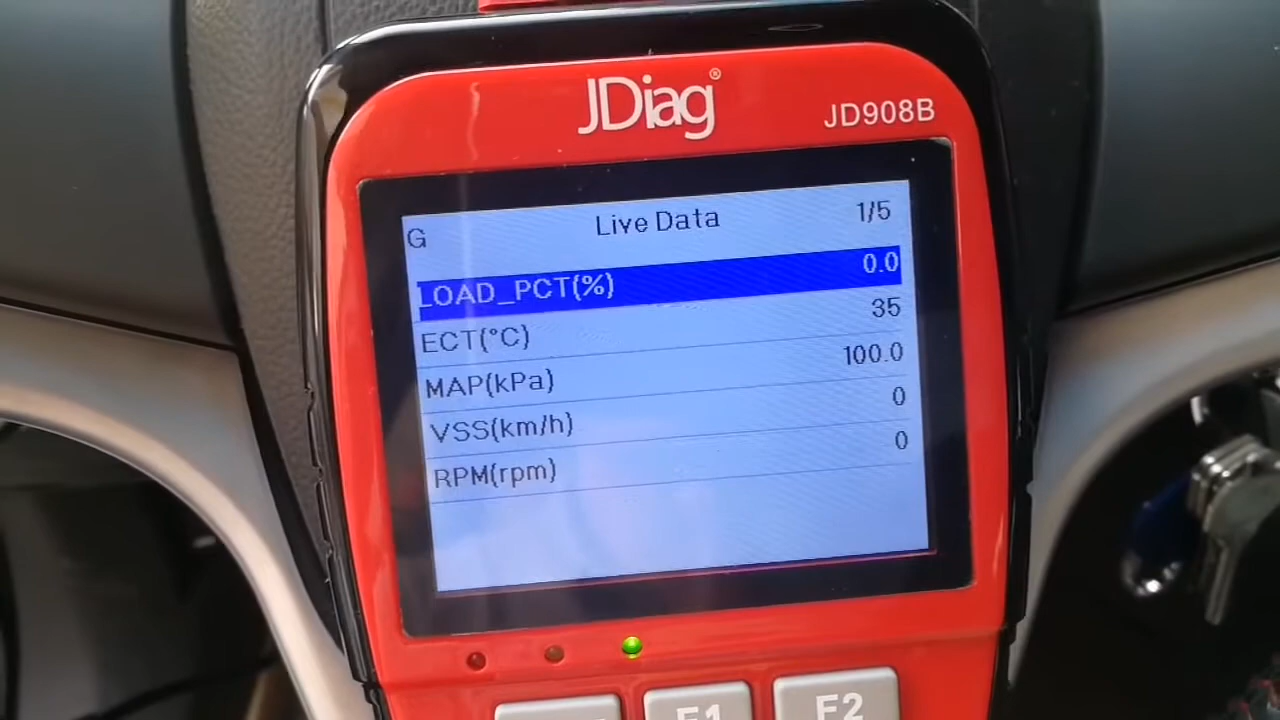 JDiag®
JD908B
G Live Data 1/5
LOAD_PCT(%) 0.0
ECT(°C) 35
MAP(kPa) 100.0
VSS(km/h) 0
RPM(rpm) 0
F1 F2